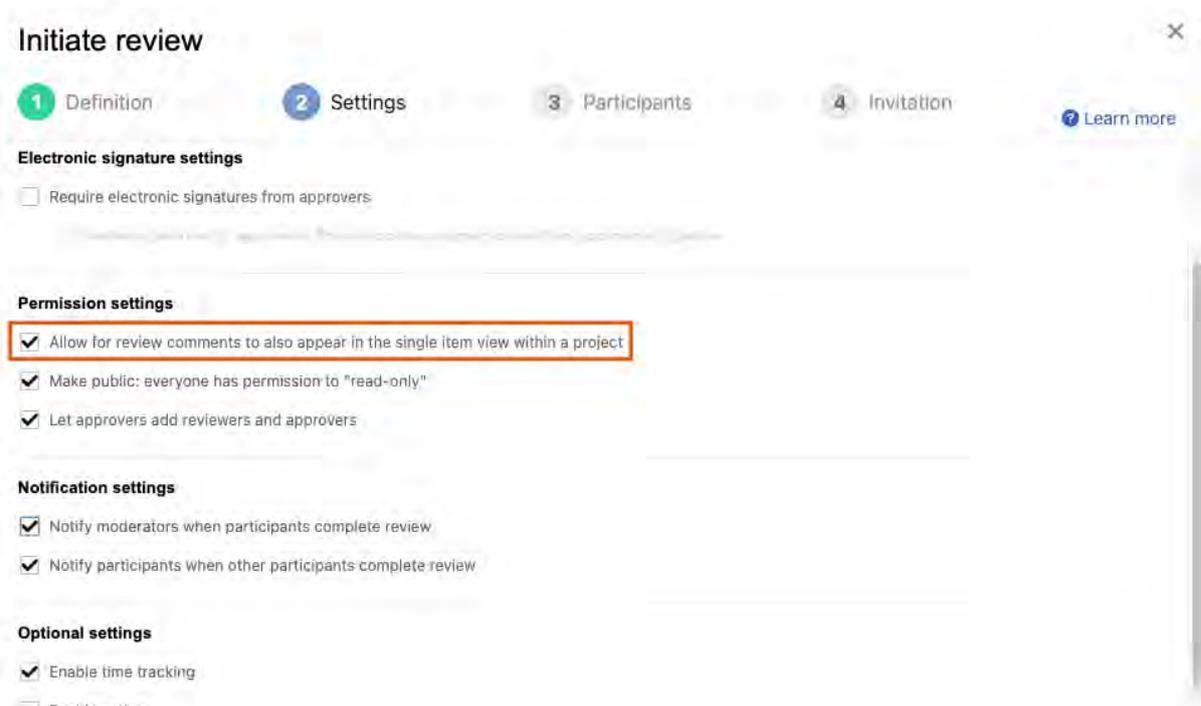 Initiate review
1 Definition 2 Settings 3 Participants 4 Invitation
Learn more
Electronic signature settings
Require electronic signatures from approvers
Permission settings
Allow for review comments to also appear in the single item view within a project
Make public: everyone has permission to "read-only"
Let approvers add reviewers and approvers
Notification settings
Notify moderators when participants complete review
Notify participants when other participants complete review
Optional settings
Enable time tracking